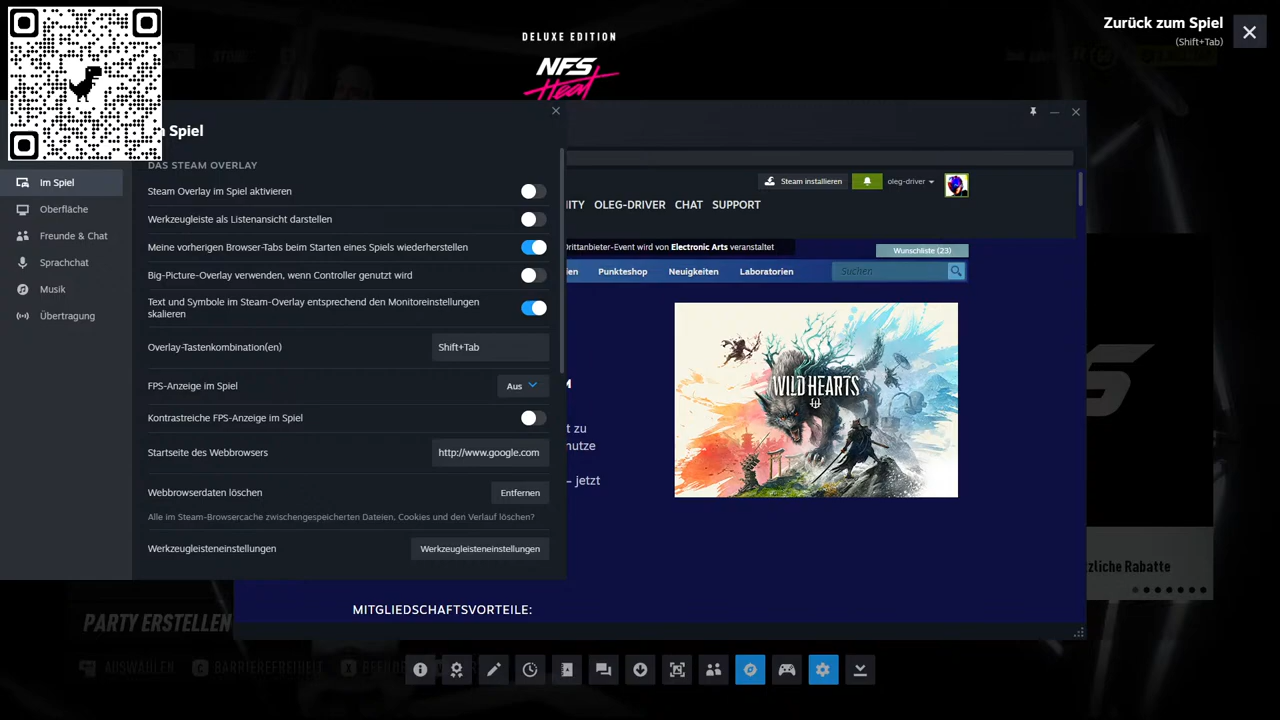 Zurück zum Spiel
(Shift+Tab)
DELUXE EDITION
NFS
Heat
Spiel
DAS STEAM OVERLAY
Im Spiel
Oberfläche
Freunde & Chat
Sprachchat
Musik
Übertragung
Steam Overlay im Spiel aktivieren
Werkzeugleiste als Listenansicht darstellen
Meine vorherigen Browser-Tabs beim Starten eines Spiels wiederherstellen
Big-Picture-Overlay verwenden, wenn Controller genutzt wird
Text und Symbole im Steam-Overlay entsprechend den Monitoreinstellungen
skalieren
Overlay-Tastenkombination(en)
Shift+Tab
FPS-Anzeige im Spiel
Aus
Kontrastreiche FPS-Anzeige im Spiel
Startseite des Webbrowsers
http://www.google.com
Webbrowserdaten löschen
Entfernen
Alle im Steam-Browsercache zwischengespeicherten Dateien, Cookies und den Verlauf löschen?
Werkzeugleisteneinstellungen
Werkzeugleisteneinstellungen
Steam installieren
oleg-driver
ITY OLEG-DRIVER CHAT SUPPORT
Drittanbieter-Event wird von Electronic Arts veranstaltet
Wunschliste (23)
en Punkteshop Neuigkeiten Laboratorien
Suchen
WILD HEARTS
M
t zu
nutze
– jetzt
MITGLIEDSCHAFTSVORTEILE:
zliche Rabatte
PARTY ERSTELLEN
AUSWÄHLEN